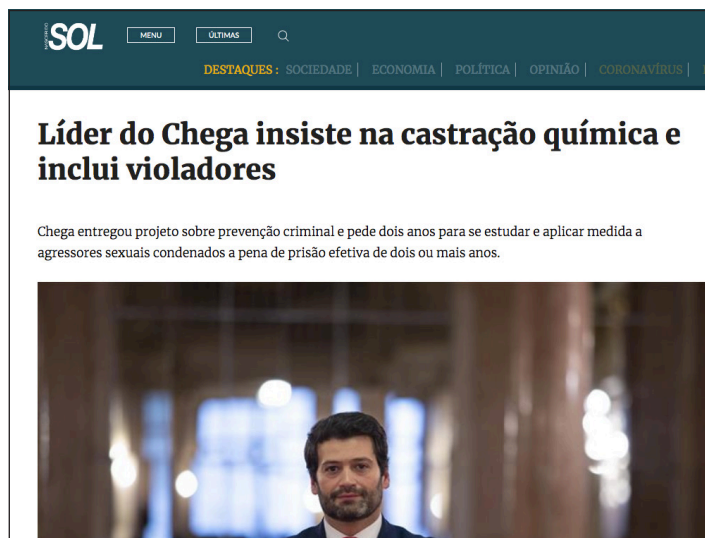 SOL
MENU
ÚLTIMAS
DESTAQUES : SOCIEDADE | ECONOMIA | POLÍTICA | OPINIÃO | CORONAVÍRUS |
Líder do Chega insiste na castração química e
inclui violadores
Chega entregou projeto sobre prevenção criminal e pede dois anos para se estudar e aplicar medida a
agressores sexuais condenados a pena de prisão efetiva de dois ou mais anos.